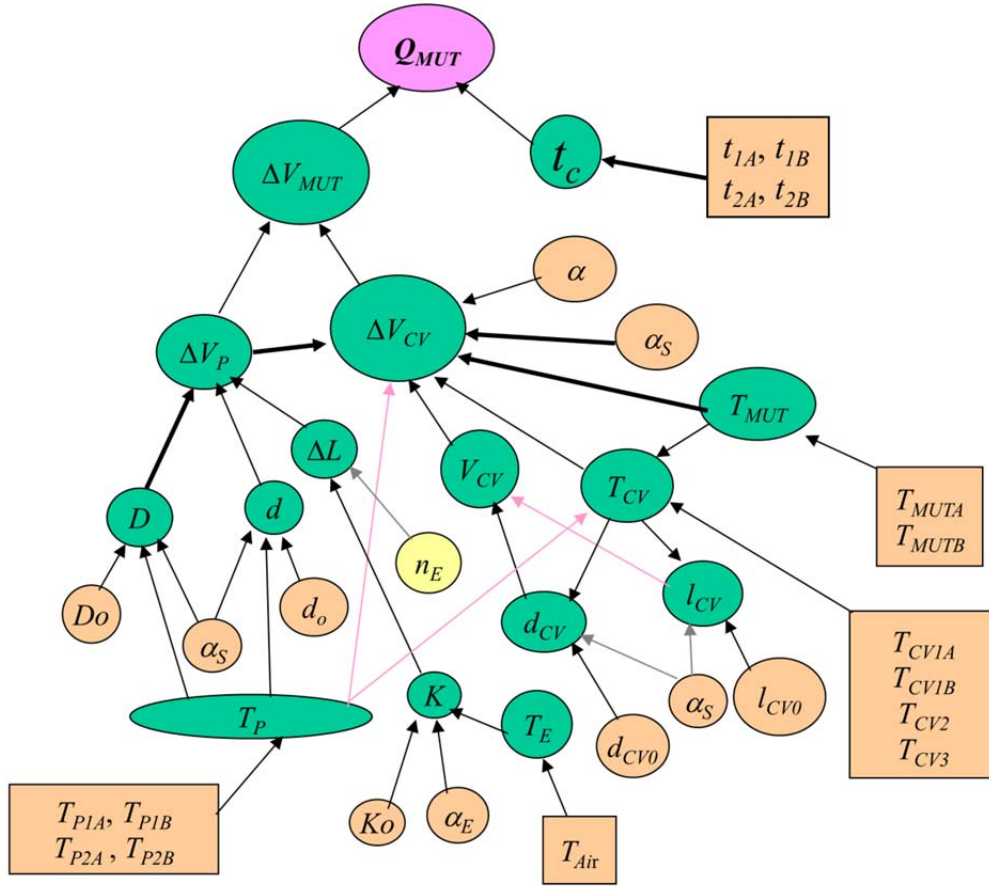 Q_MUT
ΔV_MUT
t_c
t_1A, t_1B
t_2A, t_2B
α
ΔV_P
ΔV_CV
α_S
T_MUT
ΔL
V_CV
T_CV
T_MUTA
T_MUTB
D
d
n_E
Do
α_S
d_o
d_CV
l_CV
T_CV1A
T_CV1B
T_CV2
T_CV3
T_P
K
T_E
d_CV0
α_S
l_CV0
T_P1A, T_P1B
T_P2A , T_P2B
Ko
α_E
T_Air